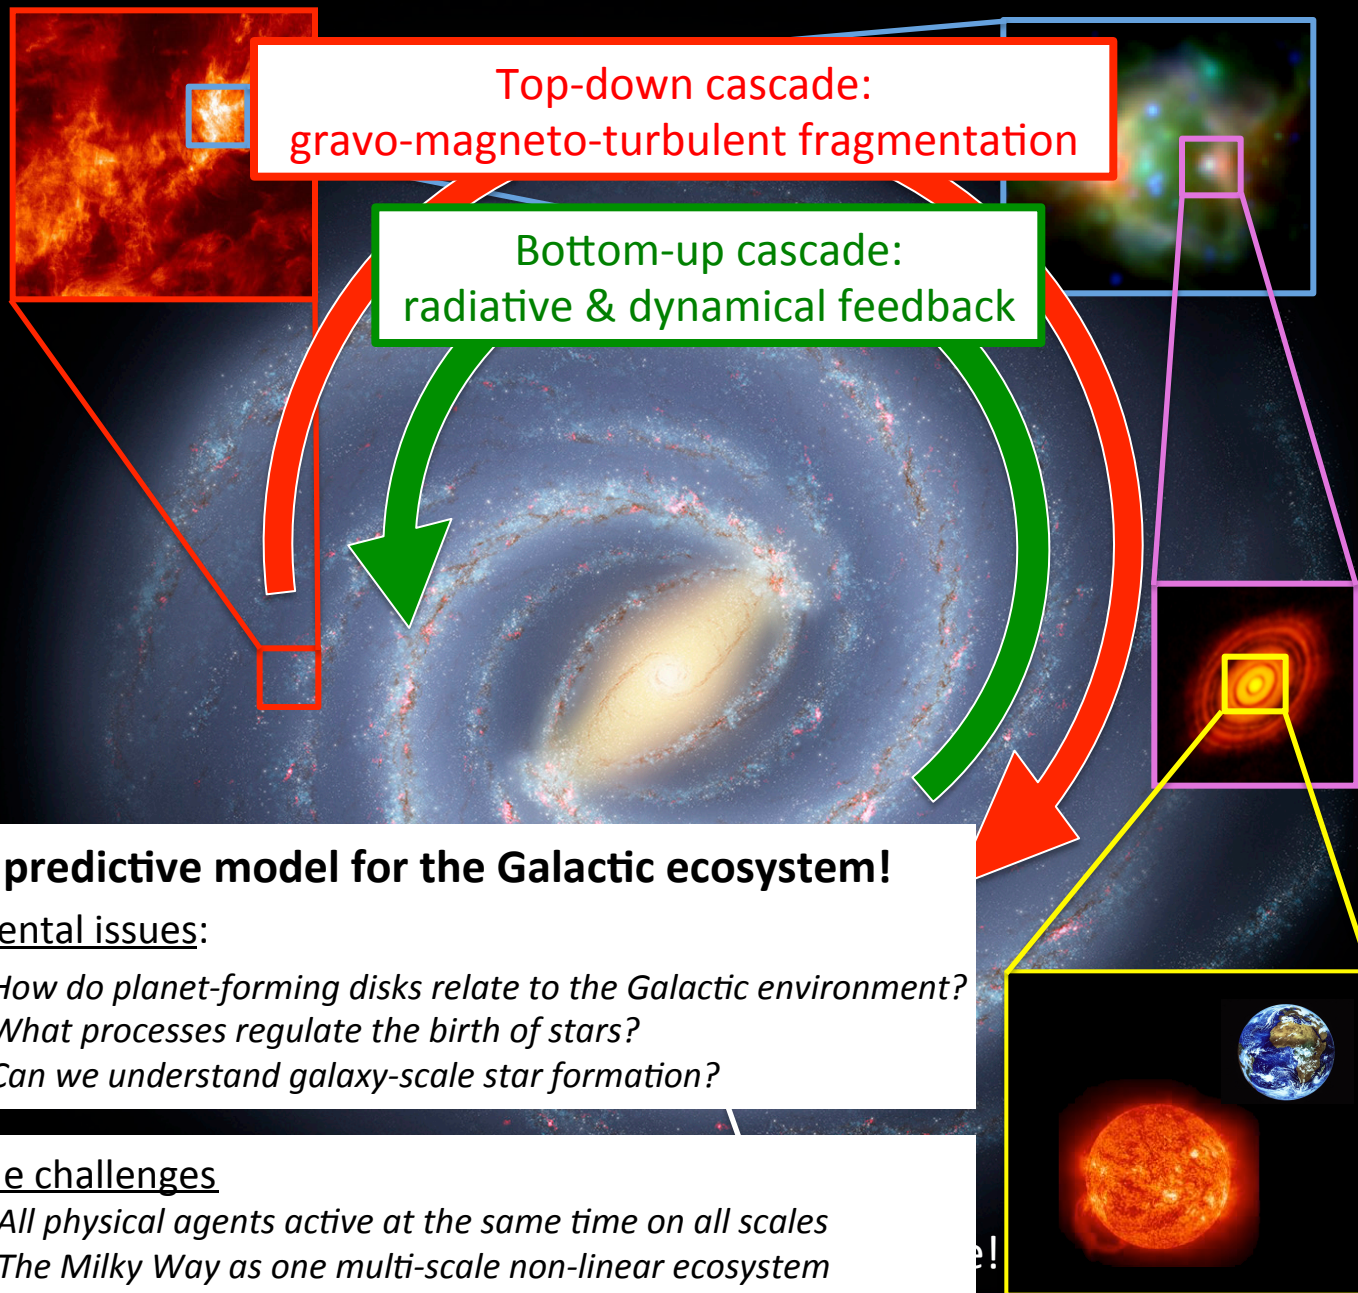 Top-down cascade:
gravo-magneto-turbulent fragmentation
Bottom-up cascade:
radiative & dynamical feedback
predictive model for the Galactic ecosystem!
ental issues:
How do planet-forming disks relate to the Galactic environment?
What processes regulate the birth of stars?
Can we understand galaxy-scale star formation?
e challenges
All physical agents active at the same time on all scales
The Milky Way as one multi-scale non-linear ecosystem
e!